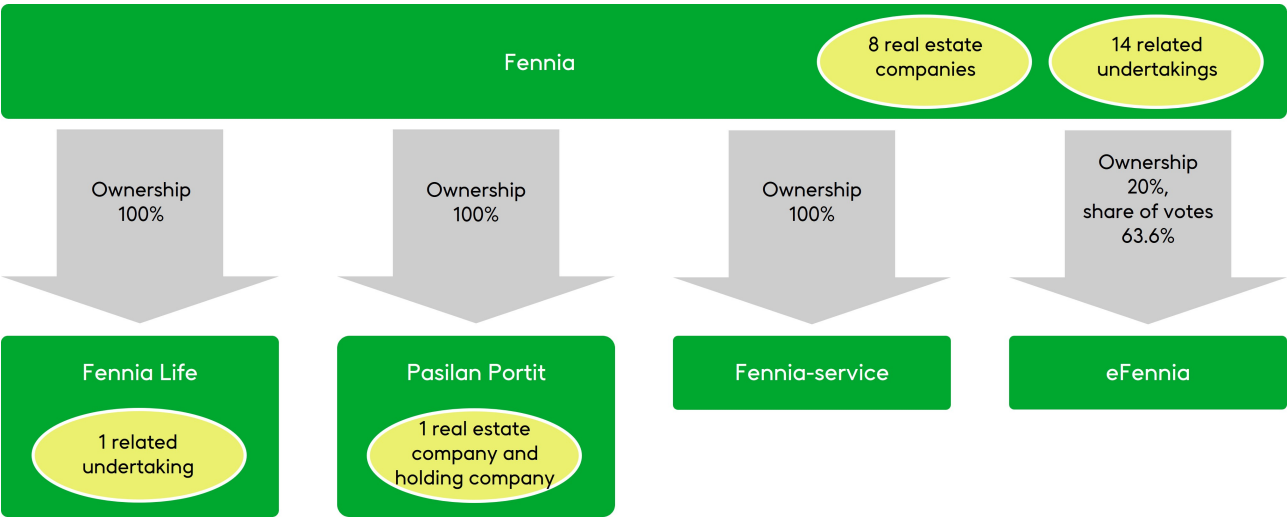 Fennia
8 real estate
companies
14 related
undertakings
Ownership
100%
Ownership
100%
Ownership
100%
Ownership
20%,
share of votes
63.6%
Fennia Life
1 related
undertaking
Pasilan Portit
1 real estate
company and
holding company
Fennia-service
eFennia